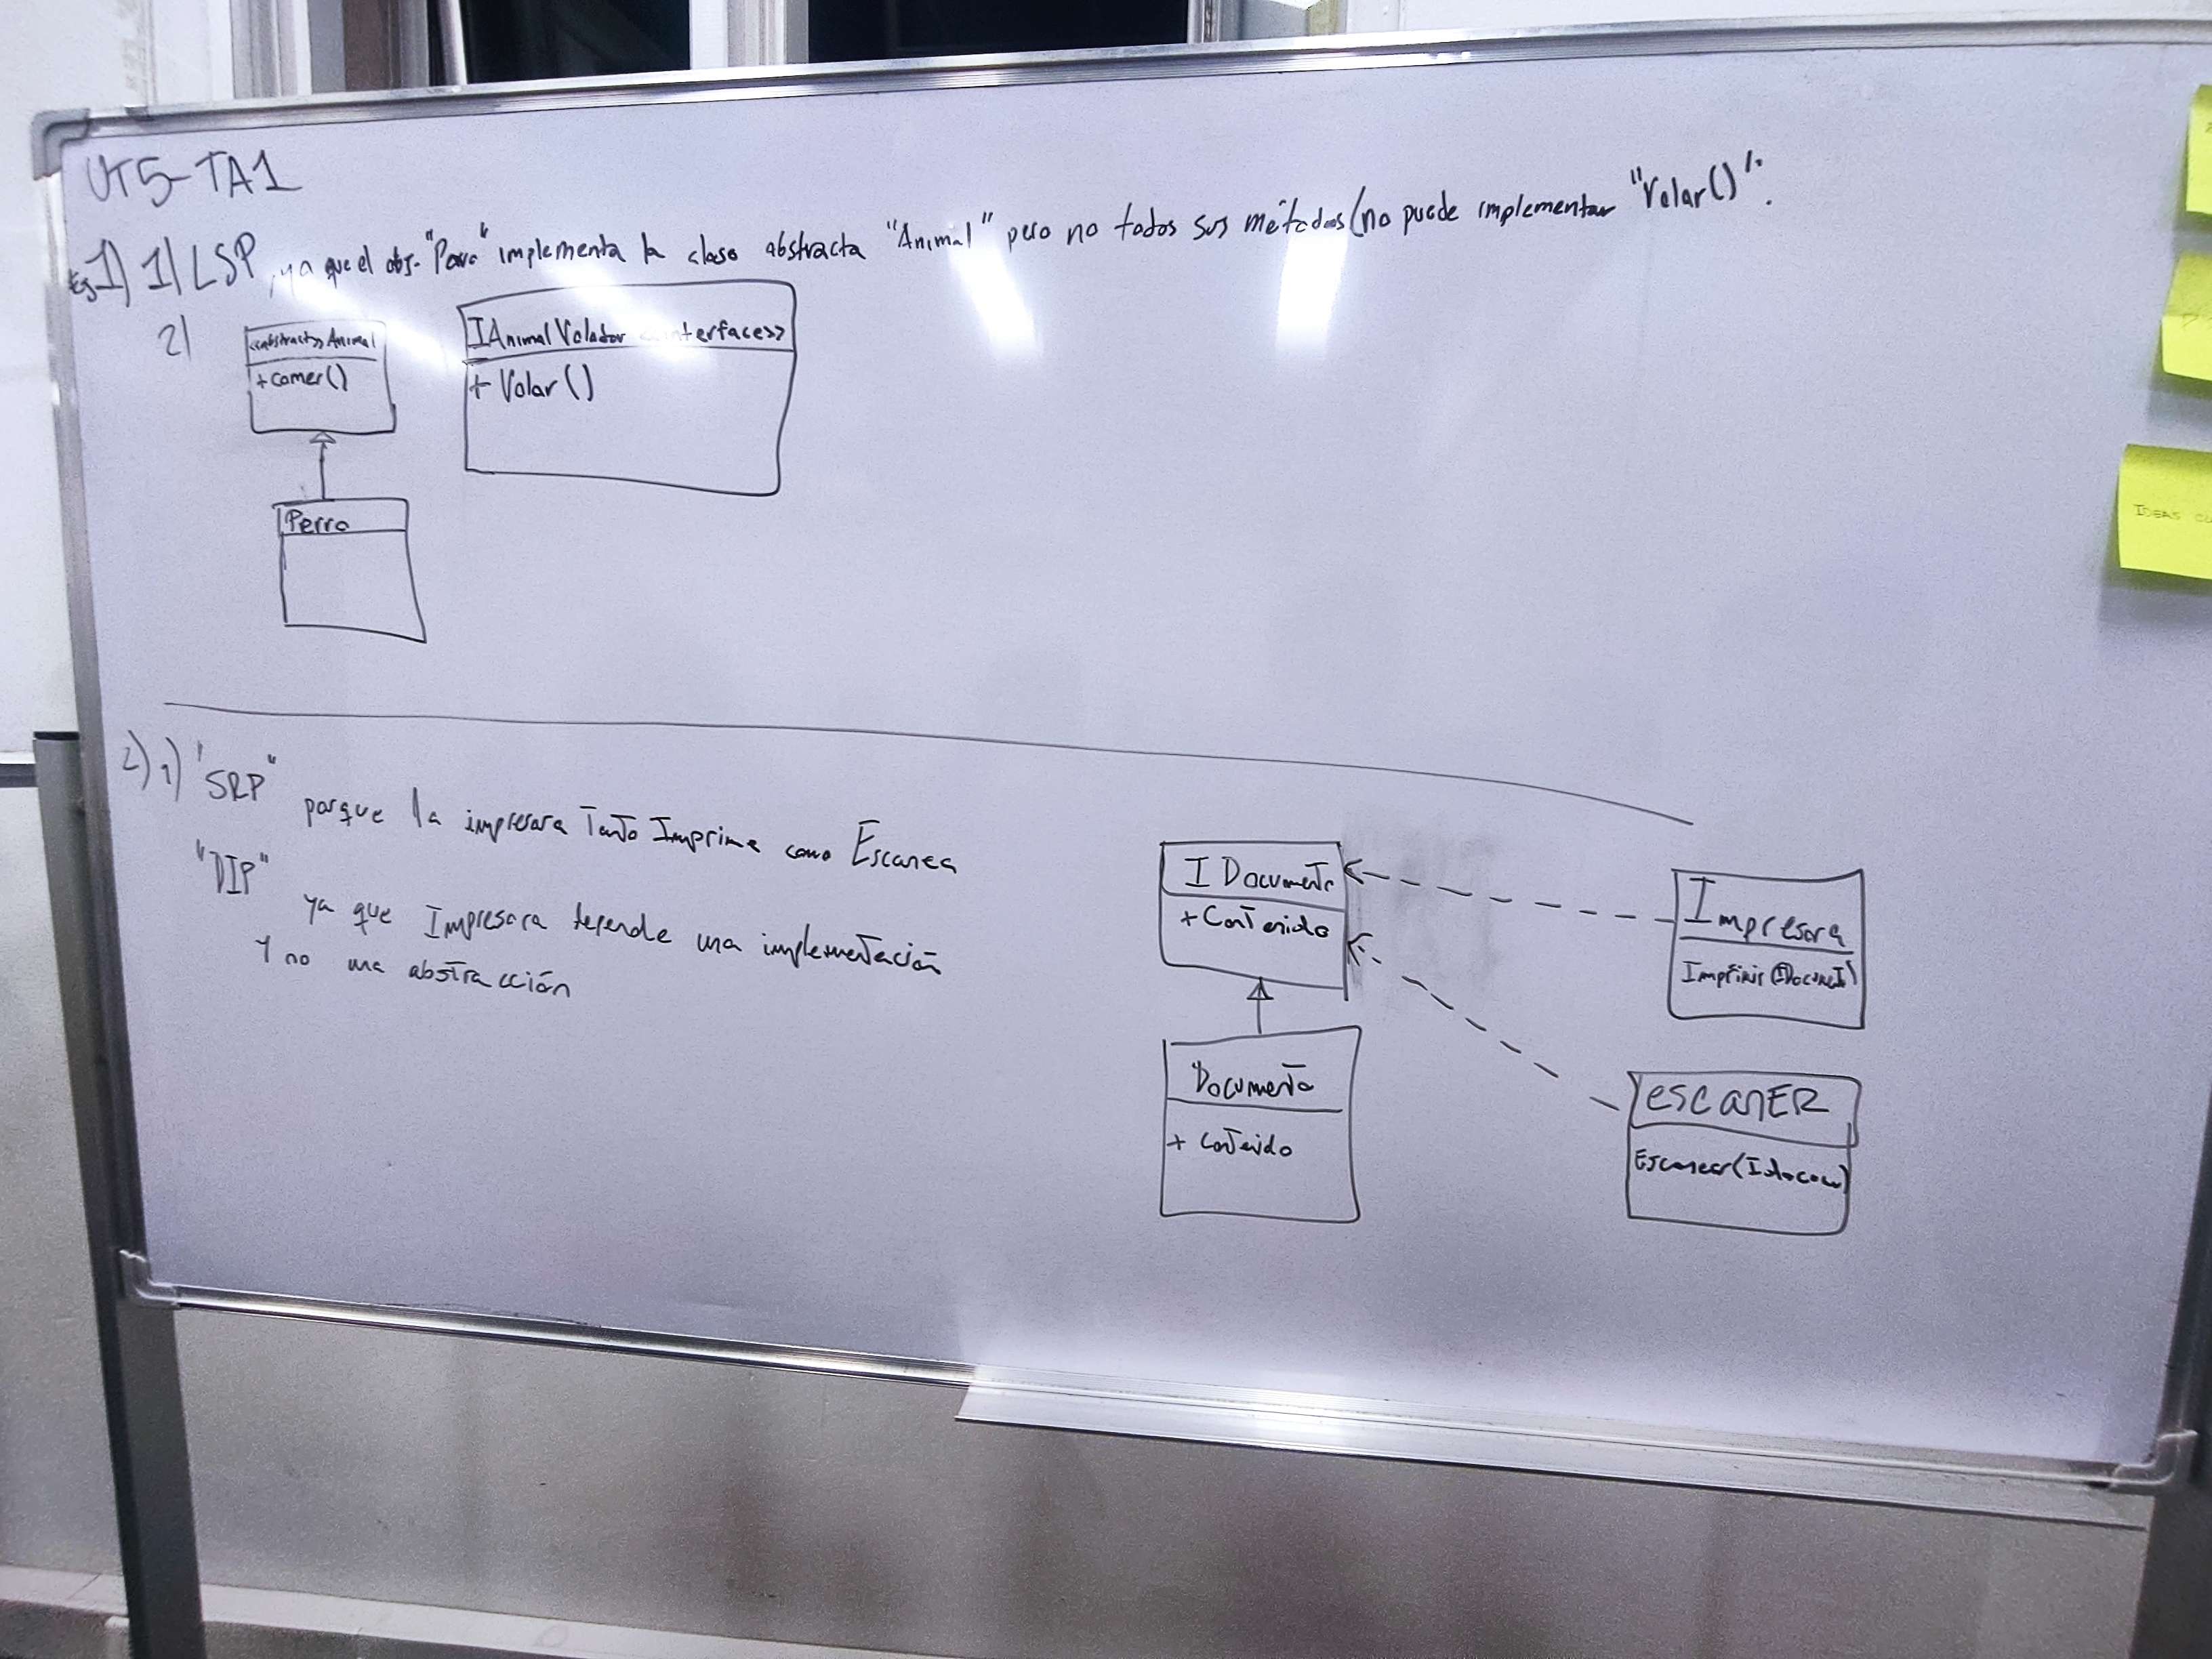 UT5-TA1
Ej 1) 1) LSP, ya que el obj. "Perro" implementa la clase abstracta "Animal" pero no todos sus métodos (no puede implementar "Volar()".
2)
<<abstract>> Animal
+ comer()
IAnimalVolador <<interface>>
+ Volar()
Perro
2) 1) "SRP" porque la impresora Tanto Imprime como Escanea
"DIP" ya que Impresora depende una implementación
Y no una abstracción
IDocumento
+ Contenido
Impresora
Imprimir (IDocument)
Documento
+ Contenido
escanER
Escanear(Idocum)
IDEAS